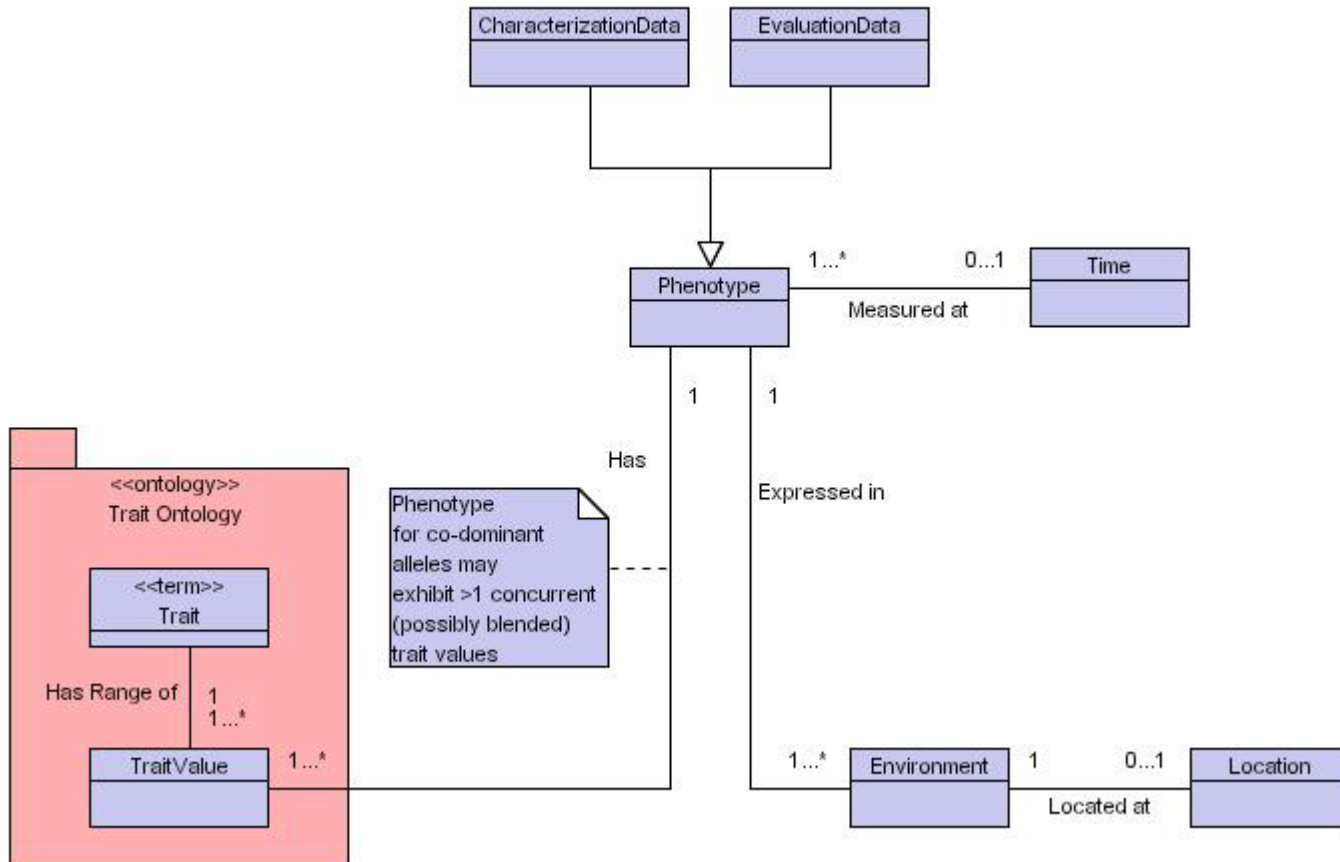 CharacterizationData
EvaluationData
Phenotype
1...*
0...1
Time
Measured at
1
1
Has
Expressed in
<<ontology>>
Trait Ontology
<<term>>
Trait
Has Range of
1
1...*
TraitValue
1...*
Phenotype
for co-dominant
alleles may
exhibit >1 concurrent
(possibly blended)
trait values
1...*
Environment
1
0...1
Location
Located at